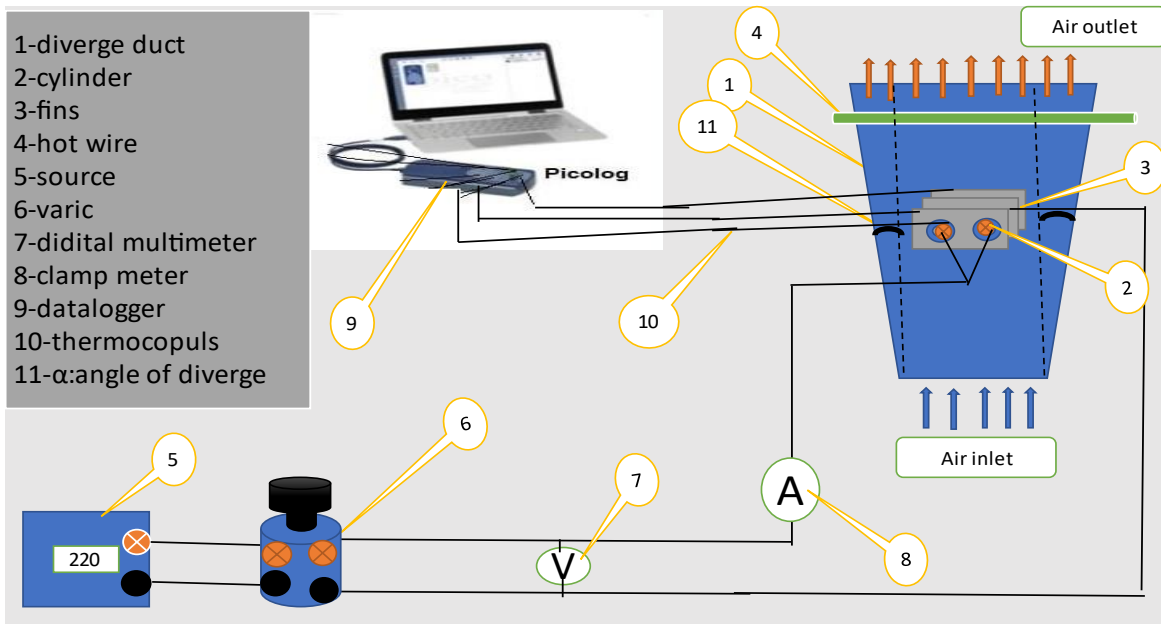 1-diverge duct
2-cylinder
3-fins
4-hot wire
5-source
6-varic
7-didital multimeter
8-clamp meter
9-datalogger
10-thermocopuls
11-α:angle of diverge
Picolog
Air outlet
4
1
11
3
2
9
10
Air inlet
5
6
7
8
A
V
220